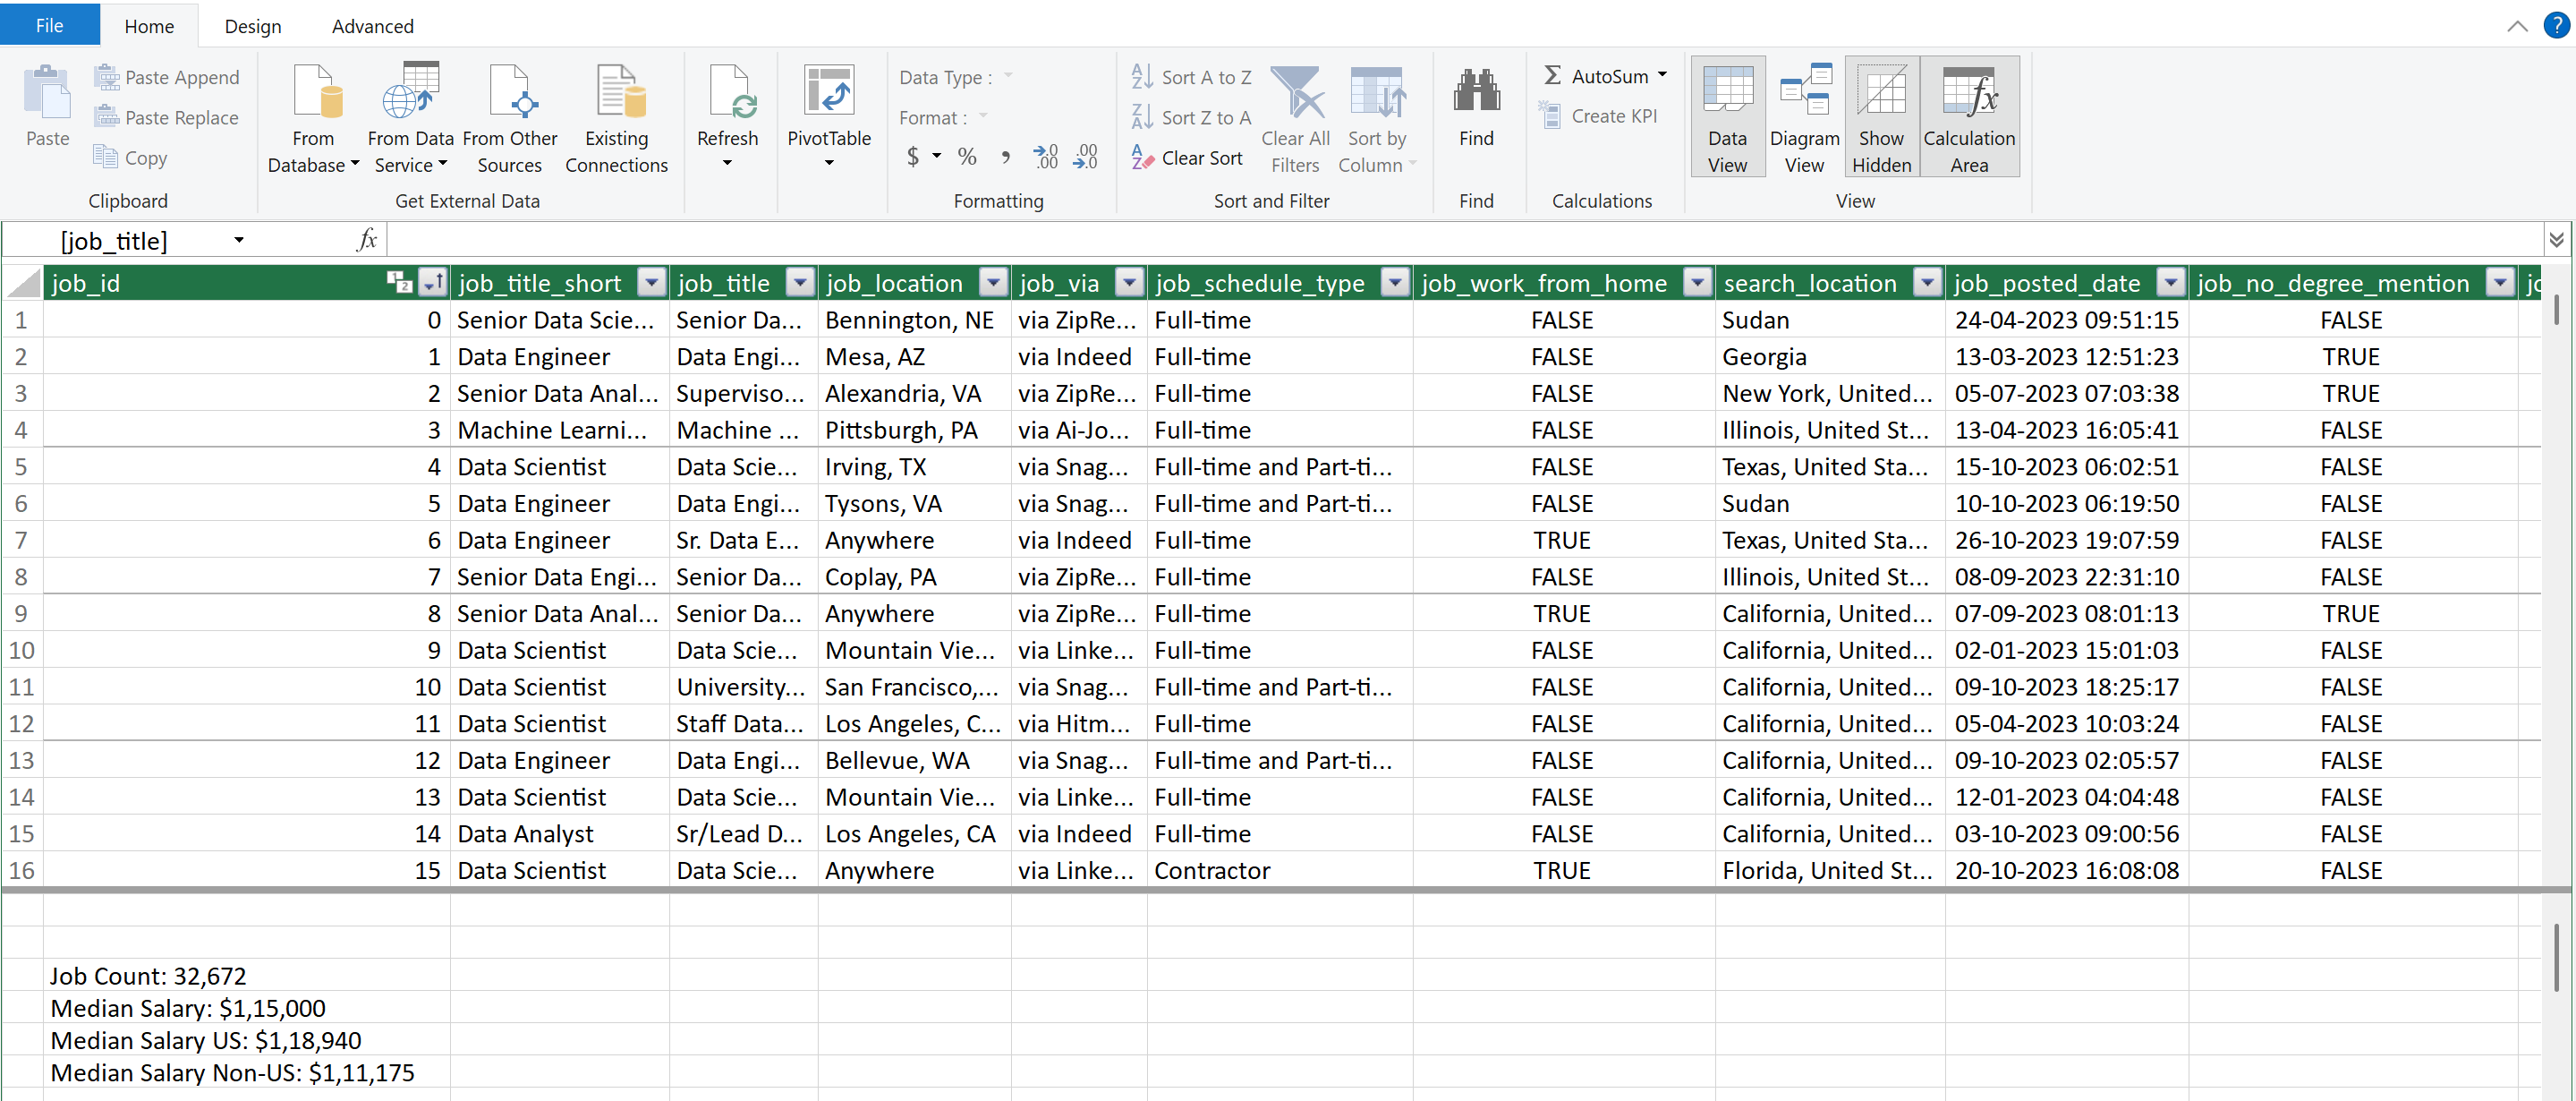 File Home Design Advanced
Paste
Paste Append
Paste Replace
Copy
Clipboard
From Database
From Data Service
From Other Sources
Existing Connections
Get External Data
Refresh
PivotTable
Data Type :
Format :
$ % , .00 .00
Formatting
Sort A to Z
Sort Z to A
Clear Sort
Clear All Filters
Sort by Column
Sort and Filter
Find
Find
AutoSum
Create KPI
Calculations
Data View
Diagram View
Show Hidden
Calculation Area
View
[job_title] fx
job_id job_title_short job_title job_location job_via job_schedule_type job_work_from_home search_location job_posted_date job_no_degree_mention
1 0 Senior Data Scie... Senior Da... Bennington, NE via ZipRe... Full-time FALSE Sudan 24-04-2023 09:51:15 FALSE
2 1 Data Engineer Data Engi... Mesa, AZ via Indeed Full-time FALSE Georgia 13-03-2023 12:51:23 TRUE
3 2 Senior Data Anal... Superviso... Alexandria, VA via ZipRe... Full-time FALSE New York, United... 05-07-2023 07:03:38 TRUE
4 3 Machine Learni... Machine ... Pittsburgh, PA via Ai-Jo... Full-time FALSE Illinois, United St... 13-04-2023 16:05:41 FALSE
5 4 Data Scientist Data Scie... Irving, TX via Snag... Full-time and Part-ti... FALSE Texas, United Sta... 15-10-2023 06:02:51 FALSE
6 5 Data Engineer Data Engi... Tysons, VA via Snag... Full-time and Part-ti... FALSE Sudan 10-10-2023 06:19:50 FALSE
7 6 Data Engineer Sr. Data E... Anywhere via Indeed Full-time TRUE Texas, United Sta... 26-10-2023 19:07:59 FALSE
8 7 Senior Data Engi... Senior Da... Coplay, PA via ZipRe... Full-time FALSE Illinois, United St... 08-09-2023 22:31:10 FALSE
9 8 Senior Data Anal... Senior Da... Anywhere via ZipRe... Full-time TRUE California, United... 07-09-2023 08:01:13 TRUE
10 9 Data Scientist Data Scie... Mountain Vie... via Linke... Full-time FALSE California, United... 02-01-2023 15:01:03 FALSE
11 10 Data Scientist University... San Francisco,... via Snag... Full-time and Part-ti... FALSE California, United... 09-10-2023 18:25:17 FALSE
12 11 Data Scientist Staff Data... Los Angeles, C... via Hitm... Full-time FALSE California, United... 05-04-2023 10:03:24 FALSE
13 12 Data Engineer Data Engi... Bellevue, WA via Snag... Full-time and Part-ti... FALSE California, United... 09-10-2023 02:05:57 FALSE
14 13 Data Scientist Data Scie... Mountain Vie... via Linke... Full-time FALSE California, United... 12-01-2023 04:04:48 FALSE
15 14 Data Analyst Sr/Lead D... Los Angeles, CA via Indeed Full-time FALSE California, United... 03-10-2023 09:00:56 FALSE
16 15 Data Scientist Data Scie... Anywhere via Linke... Contractor TRUE Florida, United St... 20-10-2023 16:08:08 FALSE
Job Count: 32,672
Median Salary: $1,15,000
Median Salary US: $1,18,940
Median Salary Non-US: $1,11,175